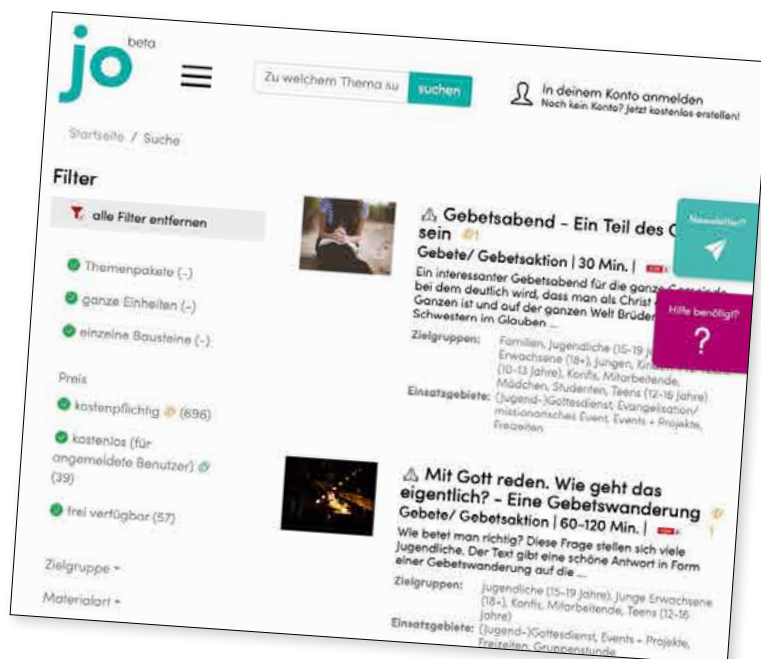 jo beta
Zu welchem Thema su suchen
In deinem Konto anmelden
Noch kein Konto? Jetzt kostenlos erstellen!
Startseite / Suche
Filter
alle Filter entfernen
Themenpakete (-)
ganze Einheiten (-)
einzelne Bausteine (-)
Preis
kostenpflichtig (696)
kostenlos (für
angemeldete Benutzer)
(39)
frei verfügbar (57)
Zielgruppe
Materialart
Newsletter?
Hilfe benötigt?
?
Gebetsabend – Ein Teil des
sein 1
Gebete/ Gebetsaktion | 30 Min. |
Ein interessanter Gebetsabend für die ganze Gemeinde,
bei dem deutlich wird, dass man als Christ
Ganzen ist und auf der ganzen Welt Brüder
Schwestern im Glauben ...
Zielgruppen: Familien, Jugendliche (15-19
Erwachsene (18+), Jungen,
(10-13 Jahre), Konfis, Mitarbeitende,
Mädchen, Studenten, Teens (12-16 Jahre)
Einsatzgebiete: (Jugend-)Gottesdienst, Evangelisation/
missionarisches Event, Events + Projekte,
Freizeiten
Mit Gott reden. Wie geht das
eigentlich? – Eine Gebetswanderung
Gebete/ Gebetsaktion | 60-120 Min. |
Wie betet man richtig? Diese Frage stellen sich viele
Jugendliche. Der Text gibt eine schöne Antwort in Form
einer Gebetswanderung auf die ...
Zielgruppen: Jugendliche (15-19 Jahre), Junge Erwachsene
(18+), Konfis, Mitarbeitende, Teens (12-16
Jahre)
Einsatzgebiete: (Jugend-)Gottesdienst, Events + Projekte,
Freizeiten, Gruppenstunde